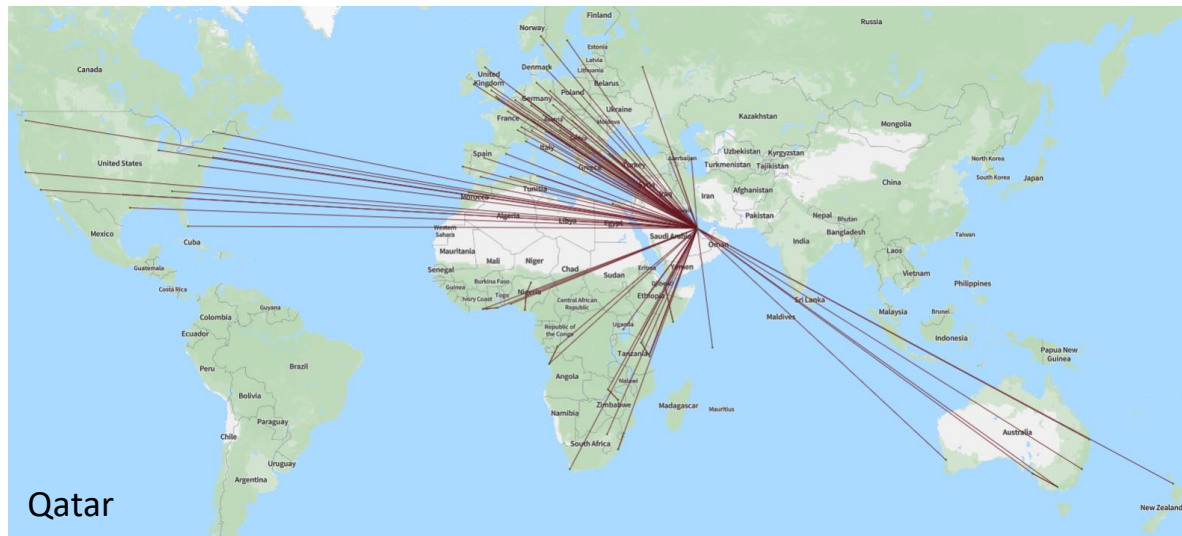 Finland
Russia
Norway
Estonia
Canada
Latvia
Denmark
Lithuania
United
Kingdom
Belarus
Poland
Germany
Ukraine
Kazakhstan
France
Moldova
Mongolia
Italy
Spain
Azerbaijan
Uzbekistan
Kyrgyzstan
North Korea
United States
Greece
Turkey
Turkmenistan
Tajikistan
South Korea
Japan
China
Tunisia
Morocco
Iraq
Iran
Afghanistan
Algeria
Libya
Egypt
Pakistan
Nepal
Bhutan
Mexico
Western
Sahara
Saudi Arabia
Oman
Bangladesh
Taiwan
Cuba
India
Mauritania
Mali
Niger
Laos
Guatemala
Senegal
Chad
Sudan
Eritrea
Yemen
Vietnam
Burkina Faso
Djibouti
Philippines
Costa Rica
Guinea
Ivory Coast
Togo
Nigeria
Central African
Republic
Ethiopia
Sri Lanka
Guyana
Colombia
Maldives
Malaysia
Brunei
Ecuador
Republic of
the Congo
Uganda
Indonesia
Tanzania
Papua New
Guinea
Peru
Brazil
Angola
Malawi
Bolivia
Zimbabwe
Madagascar
Mauritius
Namibia
Paraguay
Australia
Chile
South Africa
Uruguay
Argentina
Qatar
New Zealand